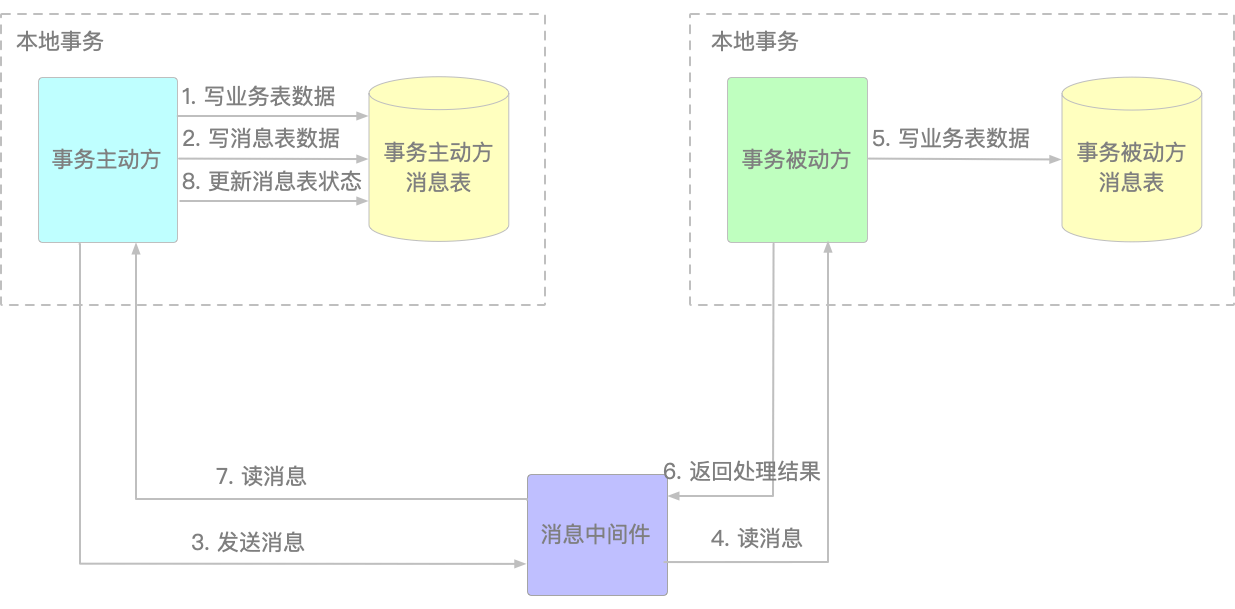 本地事务
本地事务
事务主动方
1. 写业务表数据
2. 写消息表数据
8. 更新消息表状态
事务主动方
消息表
事务被动方
5. 写业务表数据
事务被动方
消息表
7. 读消息
6. 返回处理结果
3. 发送消息
消息中间件
4. 读消息